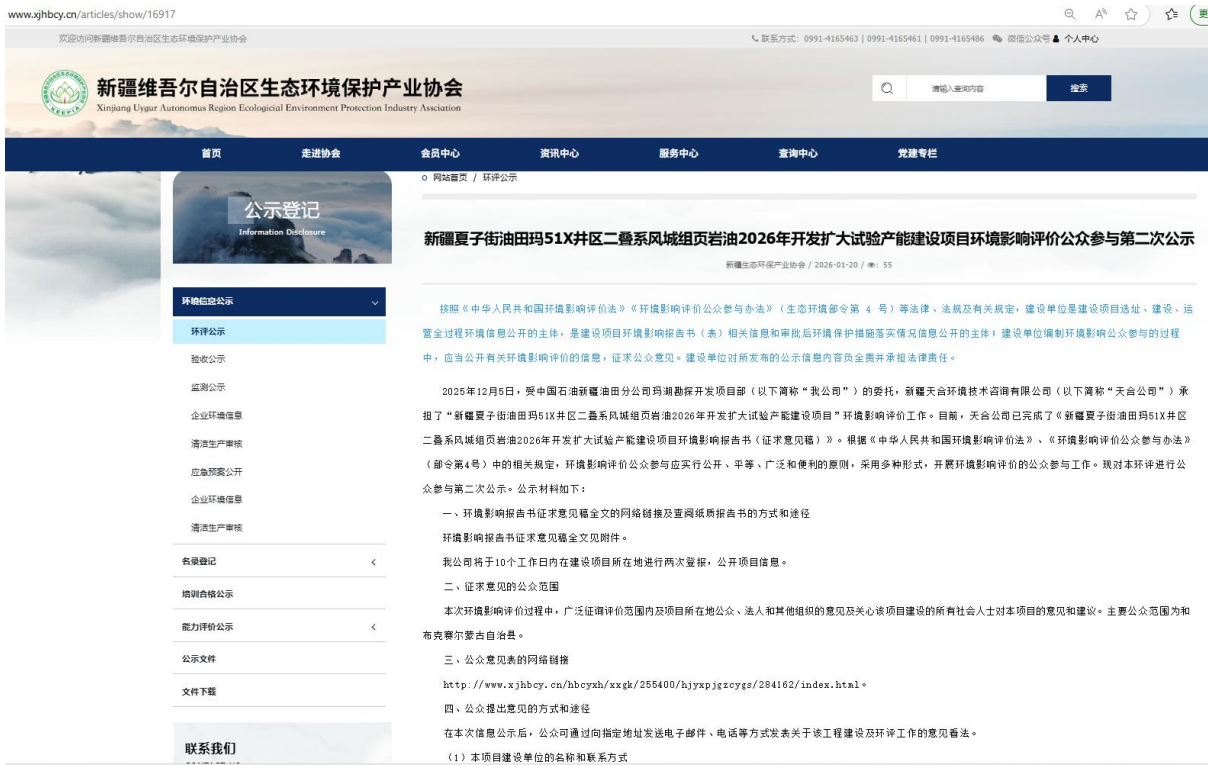 www.xjhbcy.cn/articles/show/16917
欢迎访问新疆维吾尔自治区生态环境保护产业协会
联系方式: 0991-4165463 | 0991-4165461 | 0991-4165486 微信公众号 个人中心
新疆维吾尔自治区生态环境保护产业协会
Xinjiang Uygur Autonomus Region Ecologicial Environment Protection Industry Assciation
XEEPIA
请输入查询内容
搜索
首页 走进协会 会员中心 资讯中心 服务中心 查询中心 党建专栏
公示登记
Information Disclosure
环境信息公示
环评公示
验收公示
监测公示
企业环境信息
清洁生产审核
应急预案公开
企业环境信息
清洁生产审核
名录登记
培训合格公示
能力评价公示
公示文件
文件下载
联系我们
网站首页 / 环评公示
新疆夏子街油田玛51X井区二叠系风城组页岩油2026年开发扩大试验产能建设项目环境影响评价公众参与第二次公示
新疆生态环保产业协会 / 2026-01-20 / : 55
按照《中华人民共和国环境影响评价法》《环境影响评价公众参与办法》（生态环境部令第 4 号）等法律、法规及有关规定，建设单位是建设项目选址、建设、运
营全过程环境信息公开的主体，是建设项目环境影响报告书（表）相关信息和审批后环境保护措施落实情况信息公开的主体；建设单位编制环境影响公众参与的过程
中，应当公开有关环境影响评价的信息，征求公众意见。建设单位对所发布的公示信息内容负全责并承担法律责任。
2025年12月5日，受中国石油新疆油田分公司玛湖勘探开发项目部（以下简称“我公司”）的委托，新疆天合环境技术咨询有限公司（以下简称“天合公司”）承
担了“新疆夏子街油田玛51X井区二叠系风城组页岩油2026年开发扩大试验产能建设项目”环境影响评价工作。目前，天合公司已完成了《新疆夏子街油田玛51X井区
二叠系风城组页岩油2026年开发扩大试验产能建设项目环境影响报告书（征求意见稿）》。根据《中华人民共和国环境影响评价法》、《环境影响评价公众参与办法》
（部令第4号）中的相关规定，环境影响评价公众参与应实行公开、平等、广泛和便利的原则，采用多种形式，开展环境影响评价的公众参与工作。现对本环评进行公
众参与第二次公示。公示材料如下：
一、环境影响报告书征求意见稿全文的网络链接及查阅纸质报告书的方式和途径
环境影响报告书征求意见稿全文见附件。
我公司将于10个工作日内在建设项目所在地进行两次登报，公开项目信息。
二、征求意见的公众范围
本次环境影响评价过程中，广泛征询评价范围内及项目所在地公众、法人和其他组织的意见及关心该项目建设的所有社会人士对本项目的意见和建议。主要公众范围为和
布克赛尔蒙古自治县。
三、公众意见表的网络链接
http://www.xjhbcy.cn/hbcyxh/xxgk/255400/hjyxpjgzcygs/284162/index.html。
四、公众提出意见的方式和途径
在本次信息公示后，公众可通过向指定地址发送电子邮件、电话等方式发表关于该工程建设及环评工作的意见看法。
（1）本项目建设单位的名称和联系方式